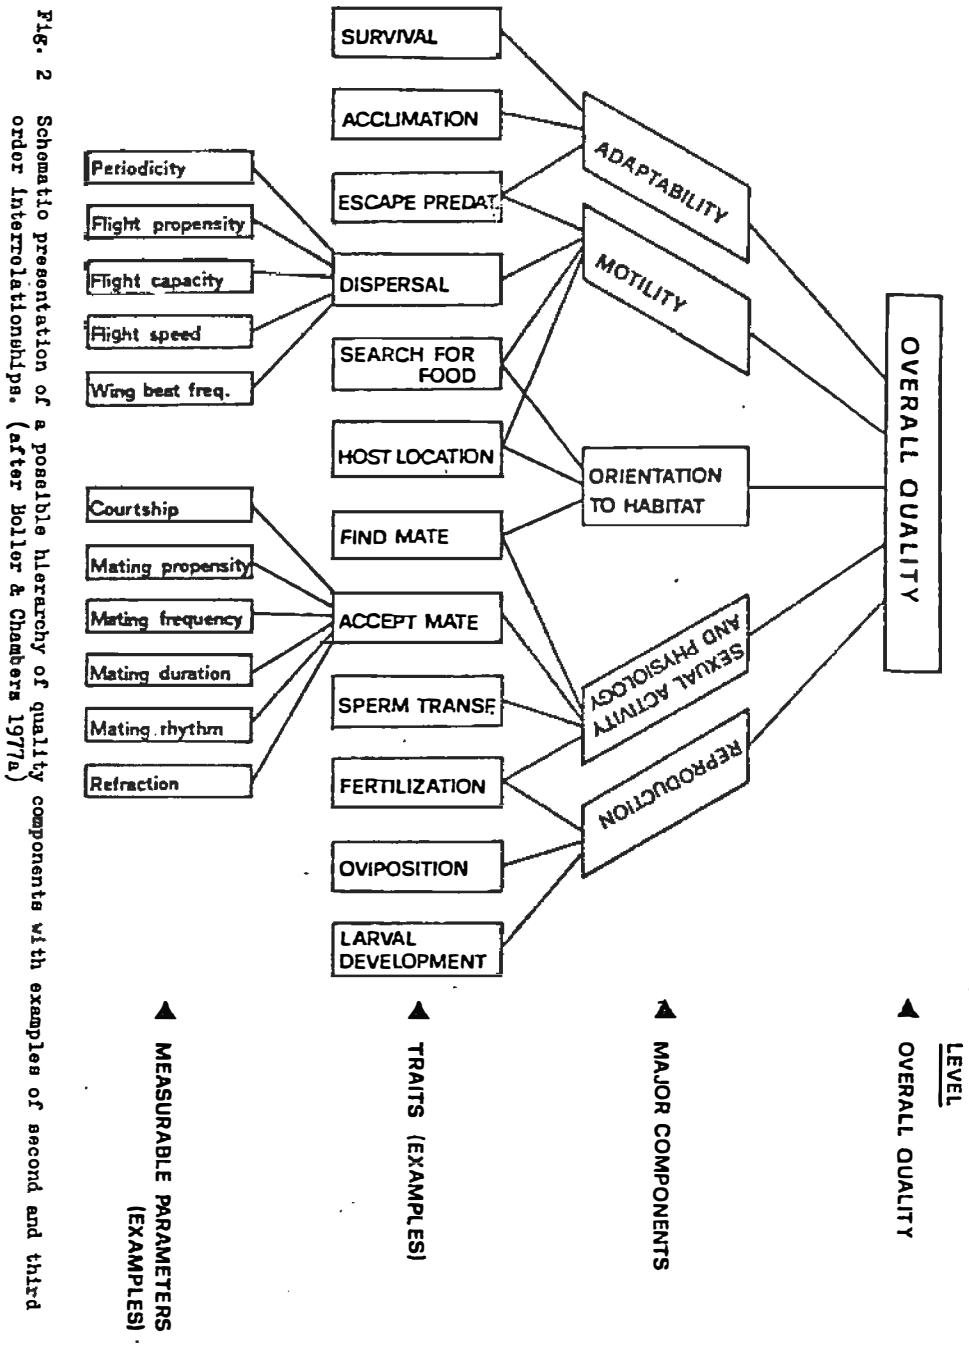 LEVEL
OVERALL QUALITY
MAJOR COMPONENTS
TRAITS (EXAMPLES)
MEASURABLE PARAMETERS
(EXAMPLES)
OVERALL QUALITY
ADAPTABILITY
MOTILITY
ORIENTATION
TO HABITAT
SEXUAL ACTIVITY
AND PHYSIOLOGY
REPRODUCTION
SURVIVAL
ACCLIMATION
ESCAPE PREDAT.
DISPERSAL
SEARCH FOR
FOOD
HOST LOCATION
FIND MATE
ACCEPT MATE
SPERM TRANSF.
FERTILIZATION
OVIPOSITION
LARVAL
DEVELOPMENT
Periodicity
Flight propensity
Flight capacity
Flight speed
Wing beat freq.
Courtship
Mating propensity
Mating frequency
Mating duration
Mating rhythm
Refraction
Fig. 2 Schematic presentation of a possible hierarchy of quality components with examples of second and third
order interrelationships. (after Boller & Chambers 1977a)